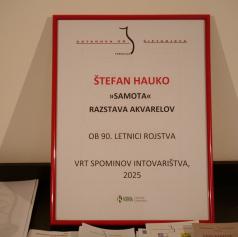 ŠTEFAN HAUKO
»SAMOTA«
RAZSTAVA AKVARELOV
OB 90. LETNICI ROJSTVA
VRT SPOMINOV INTOVARIŠTVA,
2025